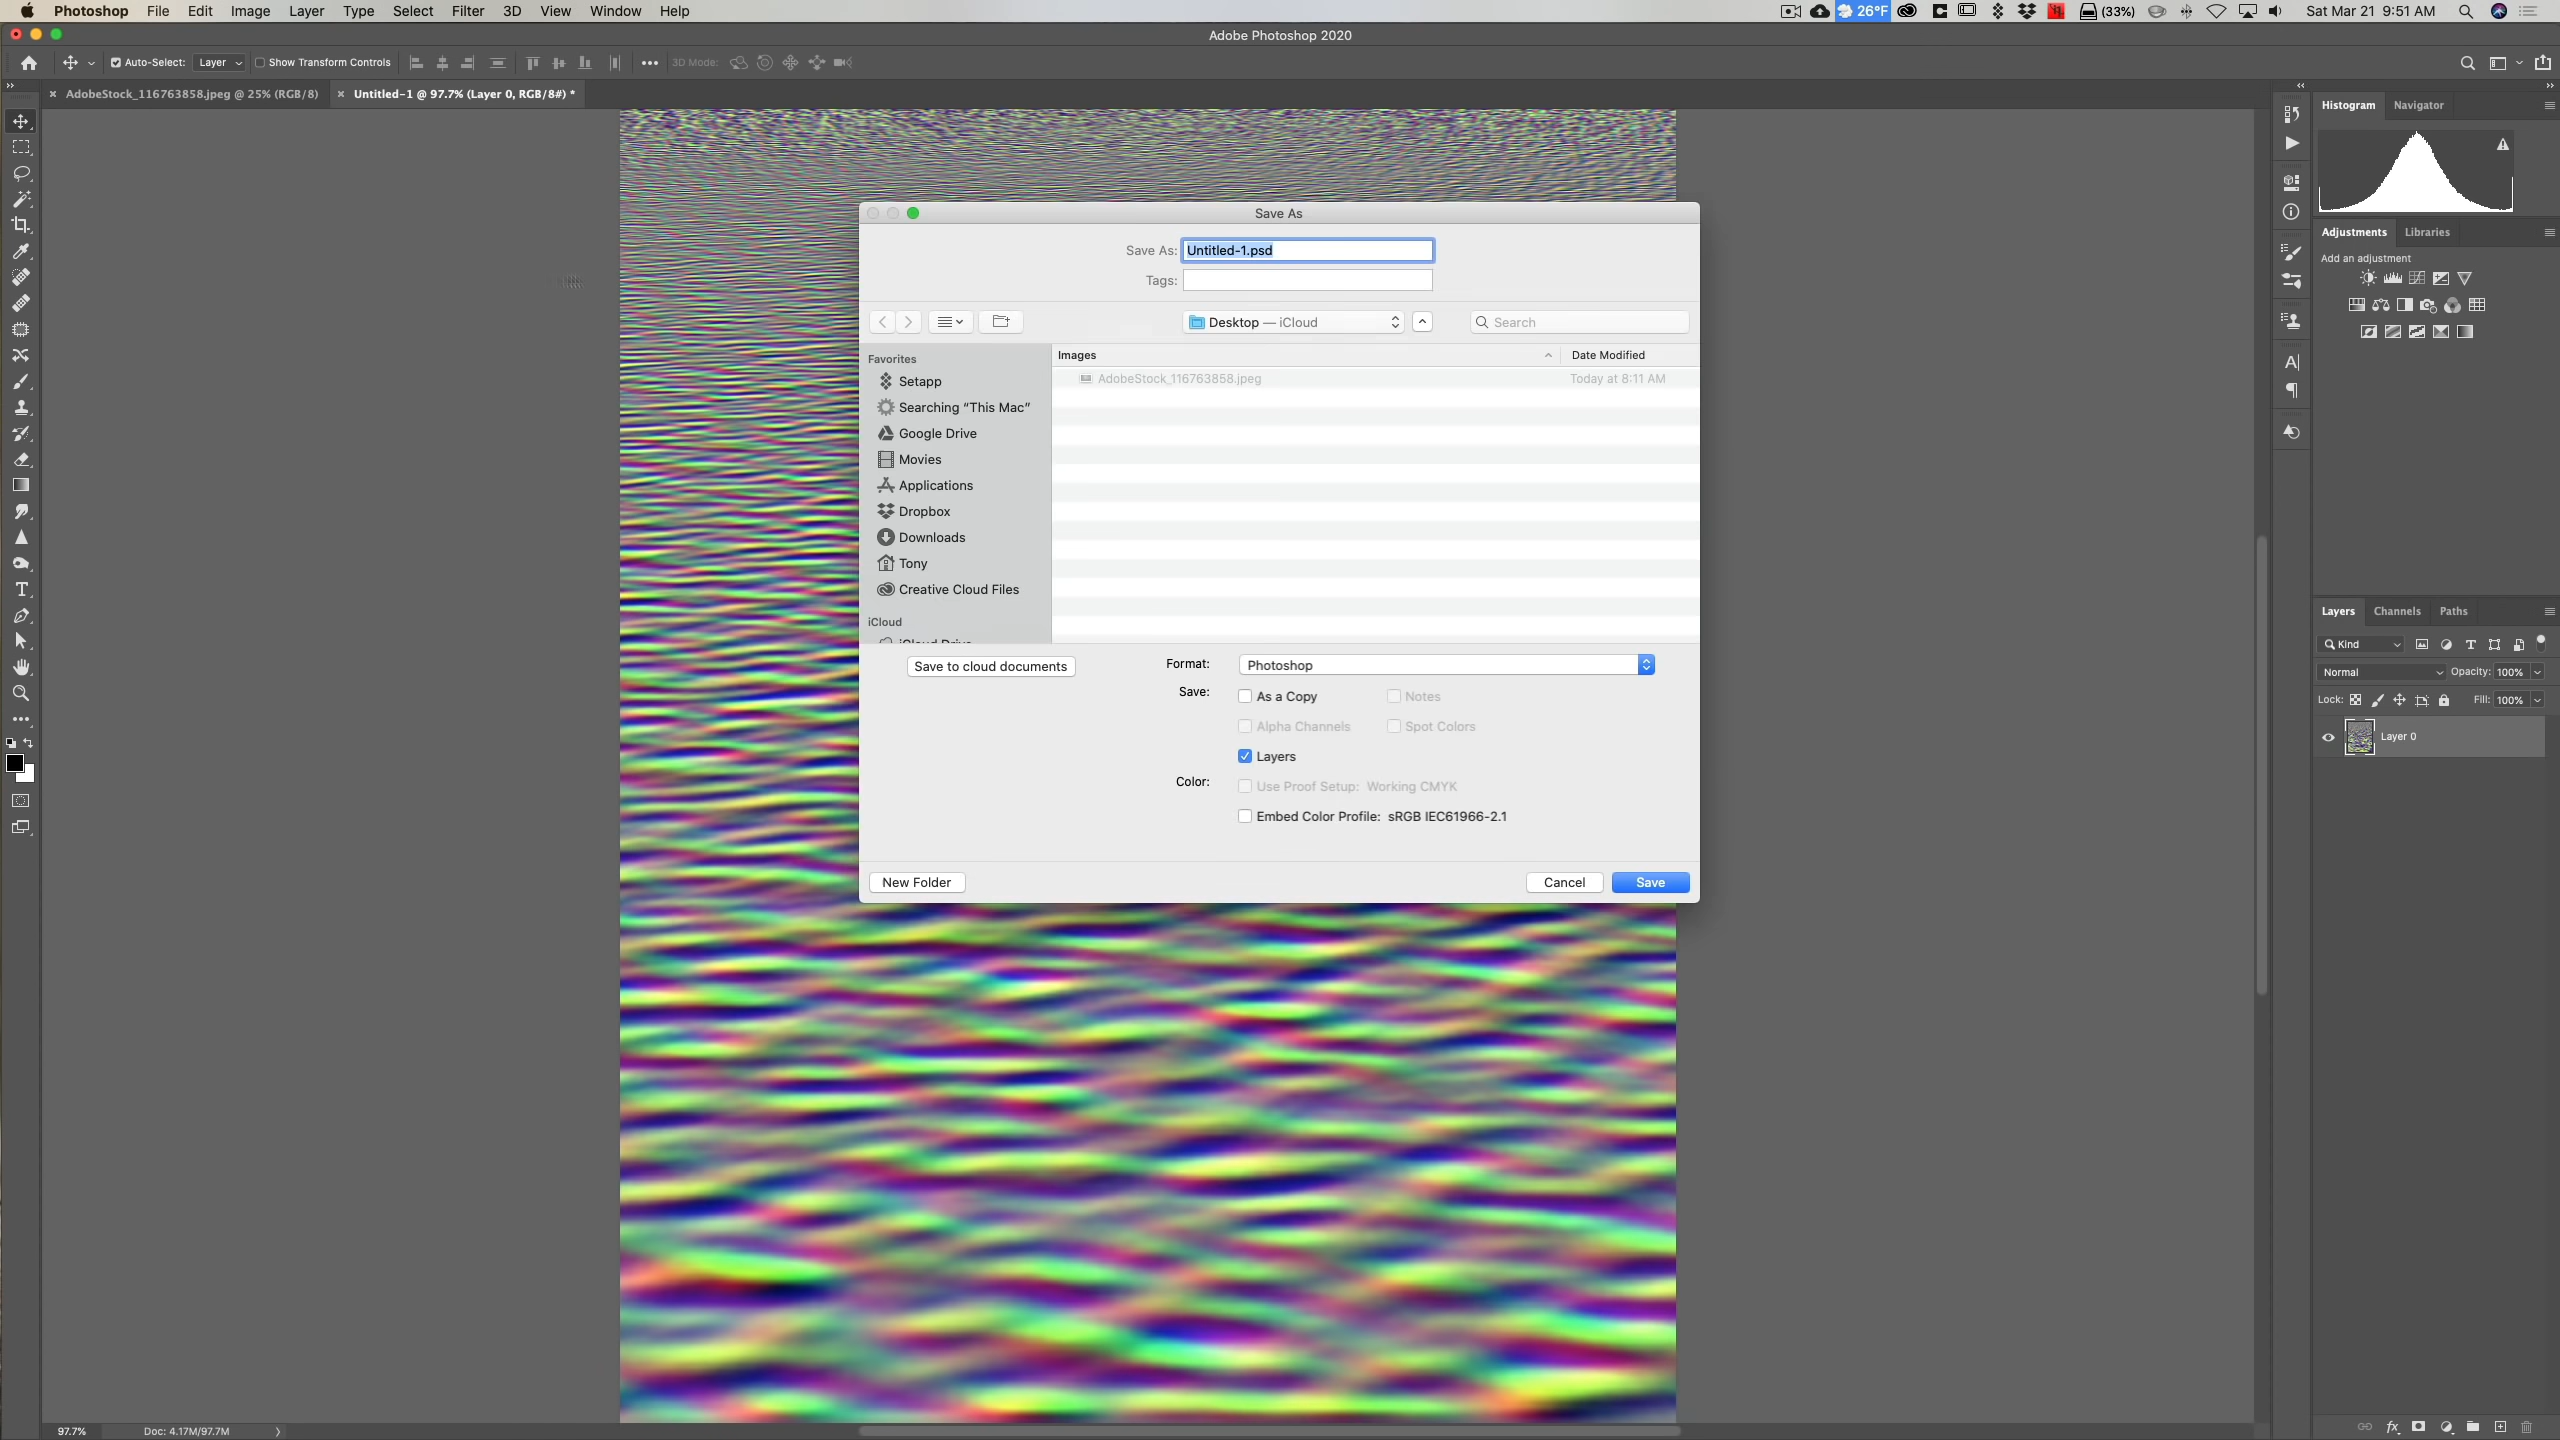 Photoshop File Edit Image Layer Type Select Filter 3D View Window Help 26°F (33%) Sat Mar 21 9:51 AM
Adobe Photoshop 2020
Auto-Select: Layer Show Transform Controls 3D Mode:
AdobeStock_116763858.jpeg @ 25% (RGB/8) Untitled-1 @ 97.7% (Layer 0, RGB/8#) *
Histogram Navigator
Save As
Adjustments Libraries
Save As: Untitled-1.psd
Add an adjustment
Tags:
Desktop — iCloud Search
Favorites Images Date Modified
Setapp AdobeStock_116763858.jpeg Today at 8:11 AM
Searching “This Mac”
Google Drive
Movies
Applications
Dropbox
Downloads
Tony
Creative Cloud Files
iCloud
iCloud Drive
Layers Channels Paths
Kind
Save to cloud documents Format: Photoshop
Normal Opacity: 100%
Save: As a Copy Notes
Lock: Fill: 100%
Alpha Channels Spot Colors
Layer 0
Layers
Color: Use Proof Setup: Working CMYK
Embed Color Profile: sRGB IEC61966-2.1
New Folder Cancel Save
97.7% Doc: 4.17M/97.7M